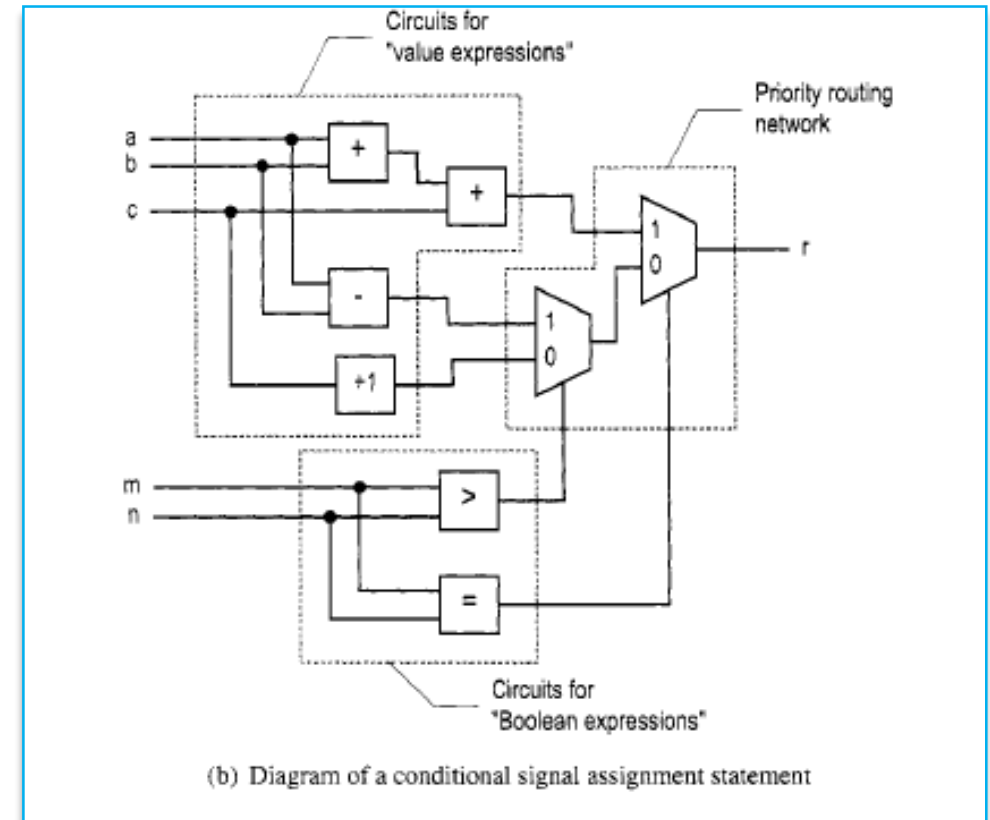 Circuits for
"value expressions"
Priority routing
network
a
b
c
+
+
-
+1
1
0
1
0
r
m
n
>
=
Circuits for
"Boolean expressions"
(b) Diagram of a conditional signal assignment statement